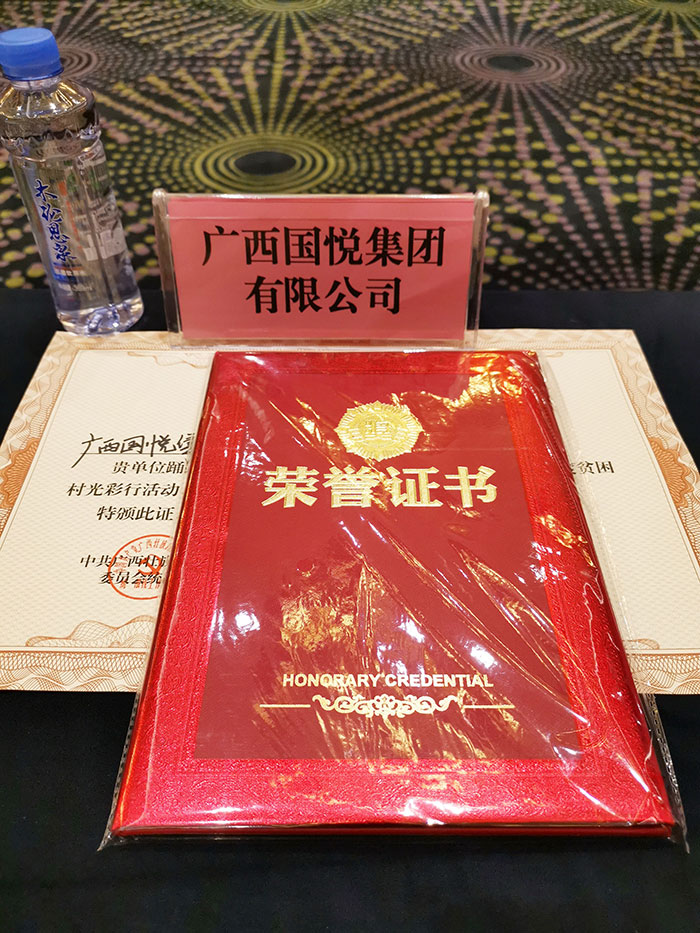 广西国悦集团
有限公司
广西国悦
贵单位踊
贫困
村光彩行活动
特颁此证
中共广西壮
委员会统
荣誉证书
HONORARY CREDENTIAL